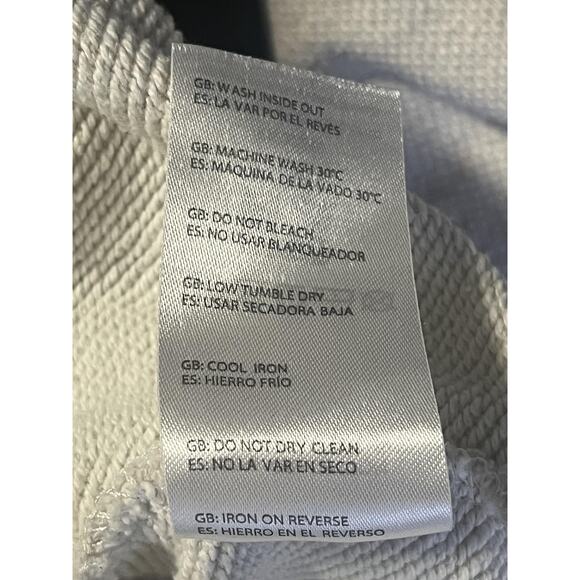 GB: WASH INSIDE OUT
ES: LA VAR POR EL REVÉS
GB: MACHINE WASH 30°C
ES: MÁQUINA DE LA VADO 30°C
GB: DO NOT BLEACH
ES: NO USAR BLANQUEADOR
GB: LOW TUMBLE DRY
ES: USAR SECADORA BAJA
GB: COOL IRON
ES: HIERRO FRÍO
GB: DO NOT DRY CLEAN
ES: NO LA VAR EN SECO
GB: IRON ON REVERSE
ES: HIERRO EN EL REVERSO